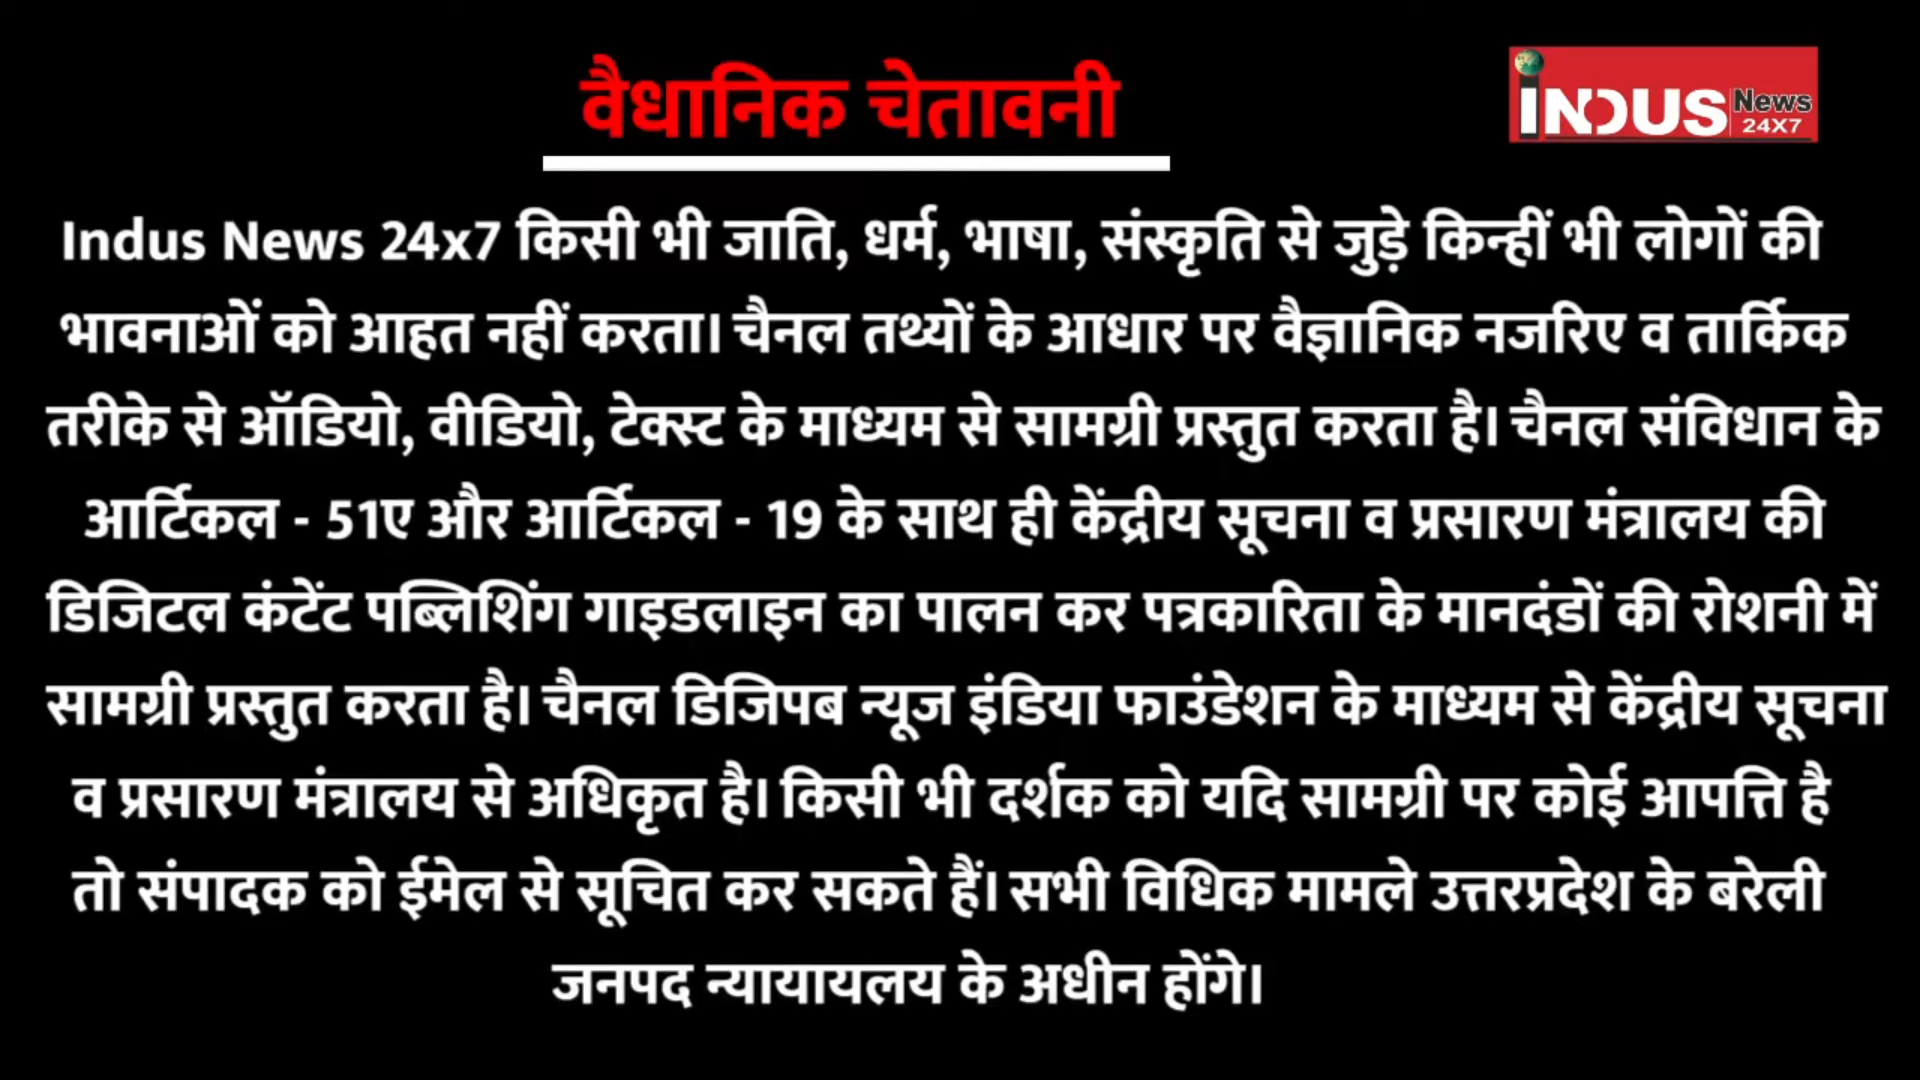 वैधानिक चेतावनी
INDUS News 24X7
Indus News 24x7 किसी भी जाति, धर्म, भाषा, संस्कृति से जुड़े किन्हीं भी लोगों की
भावनाओं को आहत नहीं करता। चैनल तथ्यों के आधार पर वैज्ञानिक नजरिए व तार्किक
तरीके से ऑडियो, वीडियो, टेक्स्ट के माध्यम से सामग्री प्रस्तुत करता है। चैनल संविधान के
आर्टिकल - 51ए और आर्टिकल - 19 के साथ ही केंद्रीय सूचना व प्रसारण मंत्रालय की
डिजिटल कंटेंट पब्लिशिंग गाइडलाइन का पालन कर पत्रकारिता के मानदंडों की रोशनी में
सामग्री प्रस्तुत करता है। चैनल डिजिपब न्यूज इंडिया फाउंडेशन के माध्यम से केंद्रीय सूचना
व प्रसारण मंत्रालय से अधिकृत है। किसी भी दर्शक को यदि सामग्री पर कोई आपत्ति है
तो संपादक को ईमेल से सूचित कर सकते हैं। सभी विधिक मामले उत्तरप्रदेश के बरेली
जनपद न्यायायलय के अधीन होंगे।